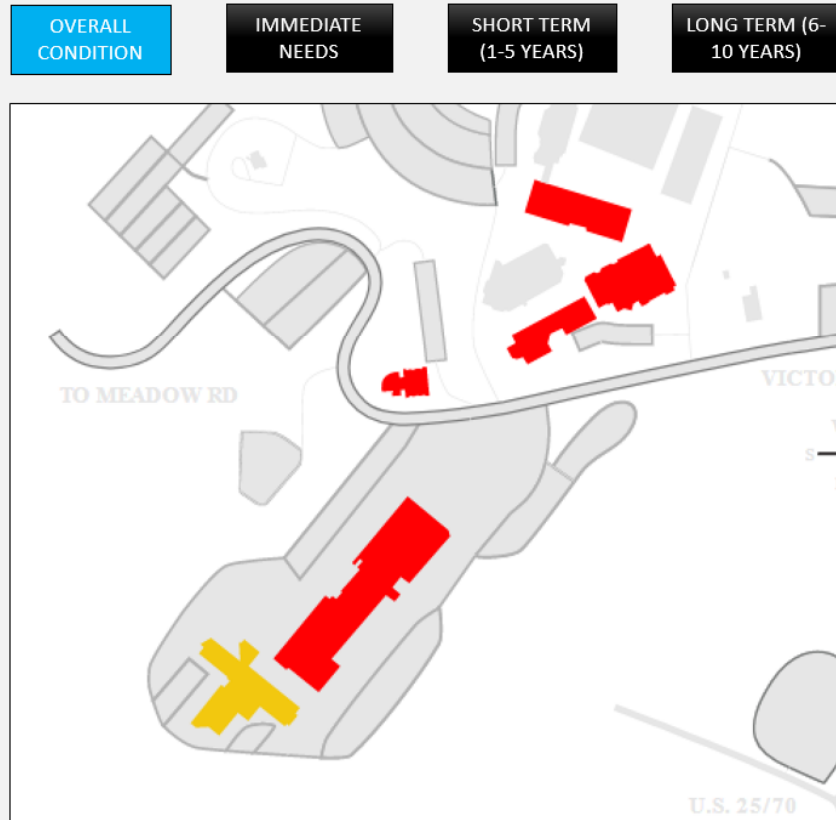 OVERALL
CONDITION
IMMEDIATE
NEEDS
SHORT TERM
(1-5 YEARS)
LONG TERM (6-
10 YEARS)
TO MEADOW RD
VICTO
S
U.S. 25/70